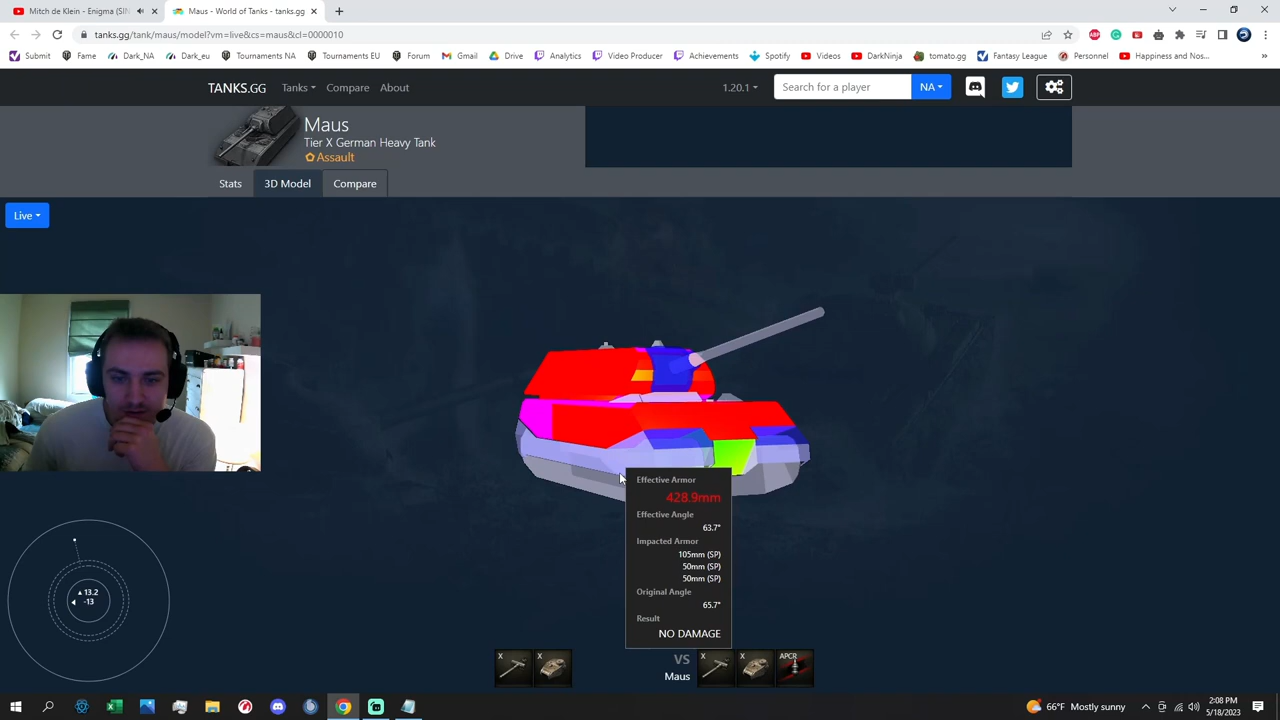 Mitch de Klein - Enigma (SIN
Maus - World of Tanks - tanks.gg
tanks.gg/tank/maus/model?vm=live&cs=maus&cl=0000010
Submit
Fame
Dark_NA
Dark_eu
Tournaments NA
Tournaments EU
Forum
Gmail
Drive
Analytics
Video Producer
Achievements
Spotify
Videos
DarkNinja
tomato.gg
Fantasy League
Personnel
Happiness and Nos...
TANKS.GG
Tanks
Compare
About
1.20.1
Search for a player
NA
Maus
Tier X German Heavy Tank
Assault
Stats
3D Model
Compare
Live
Effective Armor
428.9mm
Effective Angle
63.7°
Impacted Armor
105mm (SP)
50mm (SP)
50mm (SP)
Original Angle
65.7°
Result
NO DAMAGE
13.2
-13
X
X
VS
Maus
X
X
APCR
66°F Mostly sunny
2:08 PM
5/18/2023